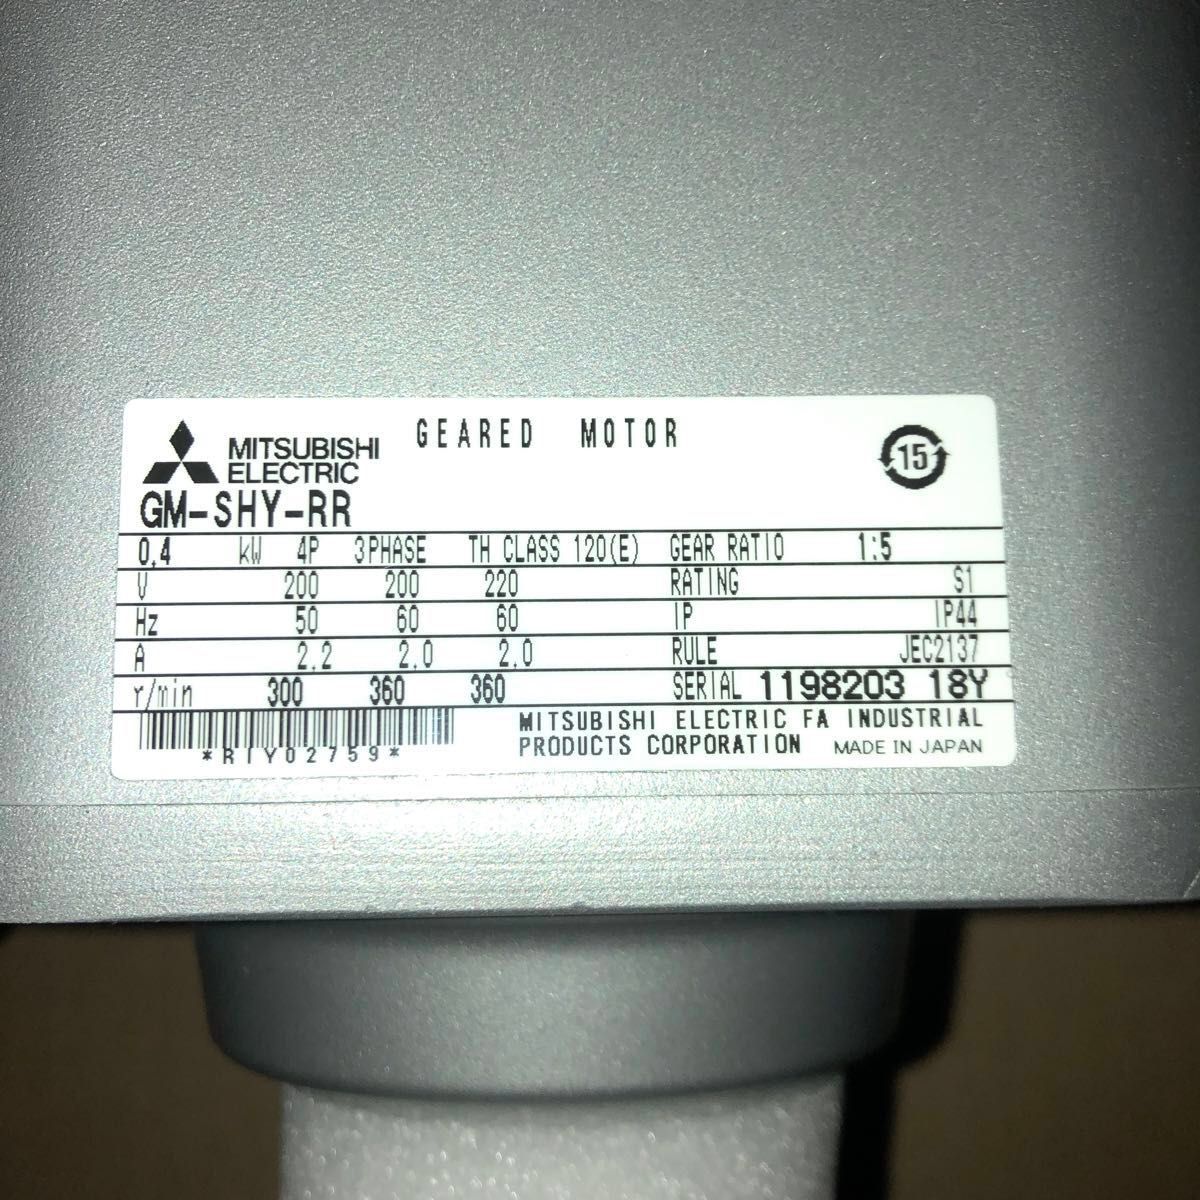 MITSUBISHI
ELECTRIC
GEARED MOTOR
15
GM-SHY-RR
0.4 kW 4P 3PHASE TH CLASS 120(E) GEAR RATIO 1:5
V 200 200 220 RATING S1
Hz 50 60 60 IP IP44
A 2.2 2.0 2.0 RULE JEC2137
r/min 300 360 360 SERIAL 1198203 18Y
*RIY02759*
MITSUBISHI ELECTRIC FA INDUSTRIAL
PRODUCTS CORPORATION MADE IN JAPAN